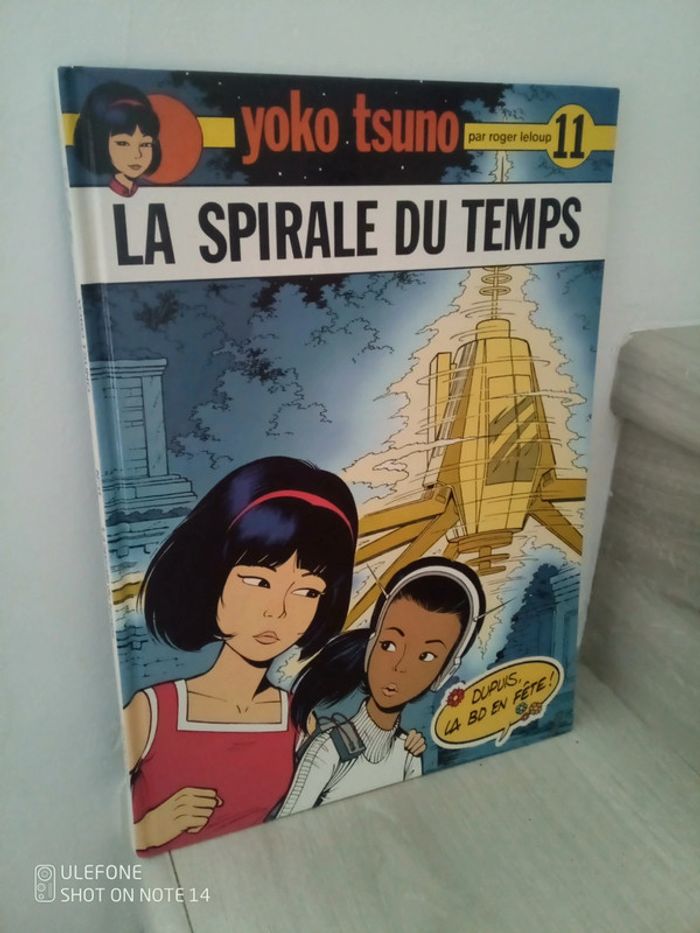 yoko tsuno
par roger leloup
11
LA SPIRALE DU TEMPS
DUPUIS,
LA BD EN FÊTE !
ULEFONE
SHOT ON NOTE 14